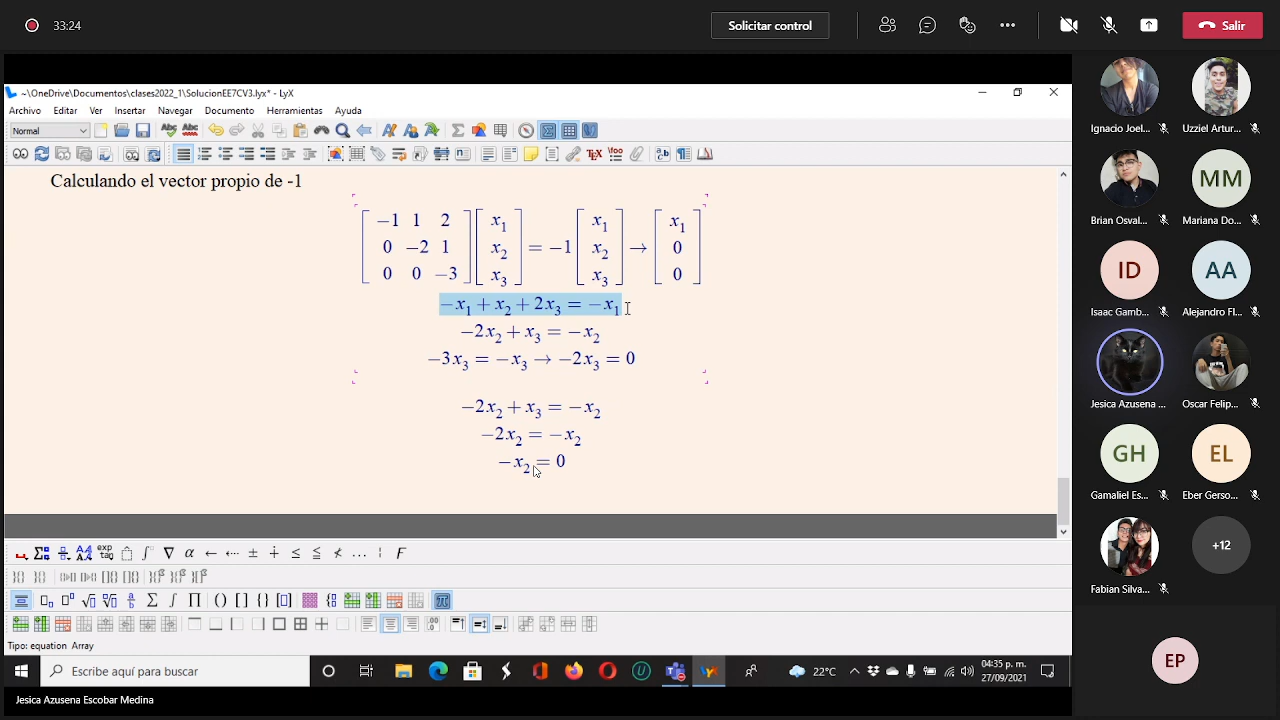 33:24
Solicitar control
Salir
~\OneDrive\Documentos\clases2022_1\SolucionEE7CV3.lyx* - LyX
Archivo Editar Ver Insertar Navegar Documento Herramientas Ayuda
Normal
Calculando el vector propio de -1
[−1 1 2] [x₁] [x₁] [x₁]
[0 −2 1] [x₂] = −1 [x₂] → [0]
[0 0 −3] [x₃] [x₃] [0]
−x₁ + x₂ + 2x₃ = −x₁
−2x₂ + x₃ = −x₂
−3x₃ = −x₃ → −2x₃ = 0
−2x₂ + x₃ = −x₂
−2x₂ = −x₂
−x₂ = 0
Tipo: equation Array
Escribe aquí para buscar
22°C
04:35 p. m.
27/09/2021
Jesica Azusena Escobar Medina
Ignacio Joel...
Uzziel Artur...
Brian Osval...
MM
Mariana Do...
ID
Isaac Gamb...
AA
Alejandro Fl...
Jesica Azusena ...
Oscar Felip...
GH
Gamaliel Es...
EL
Eber Gerso...
Fabian Silva...
+12
EP